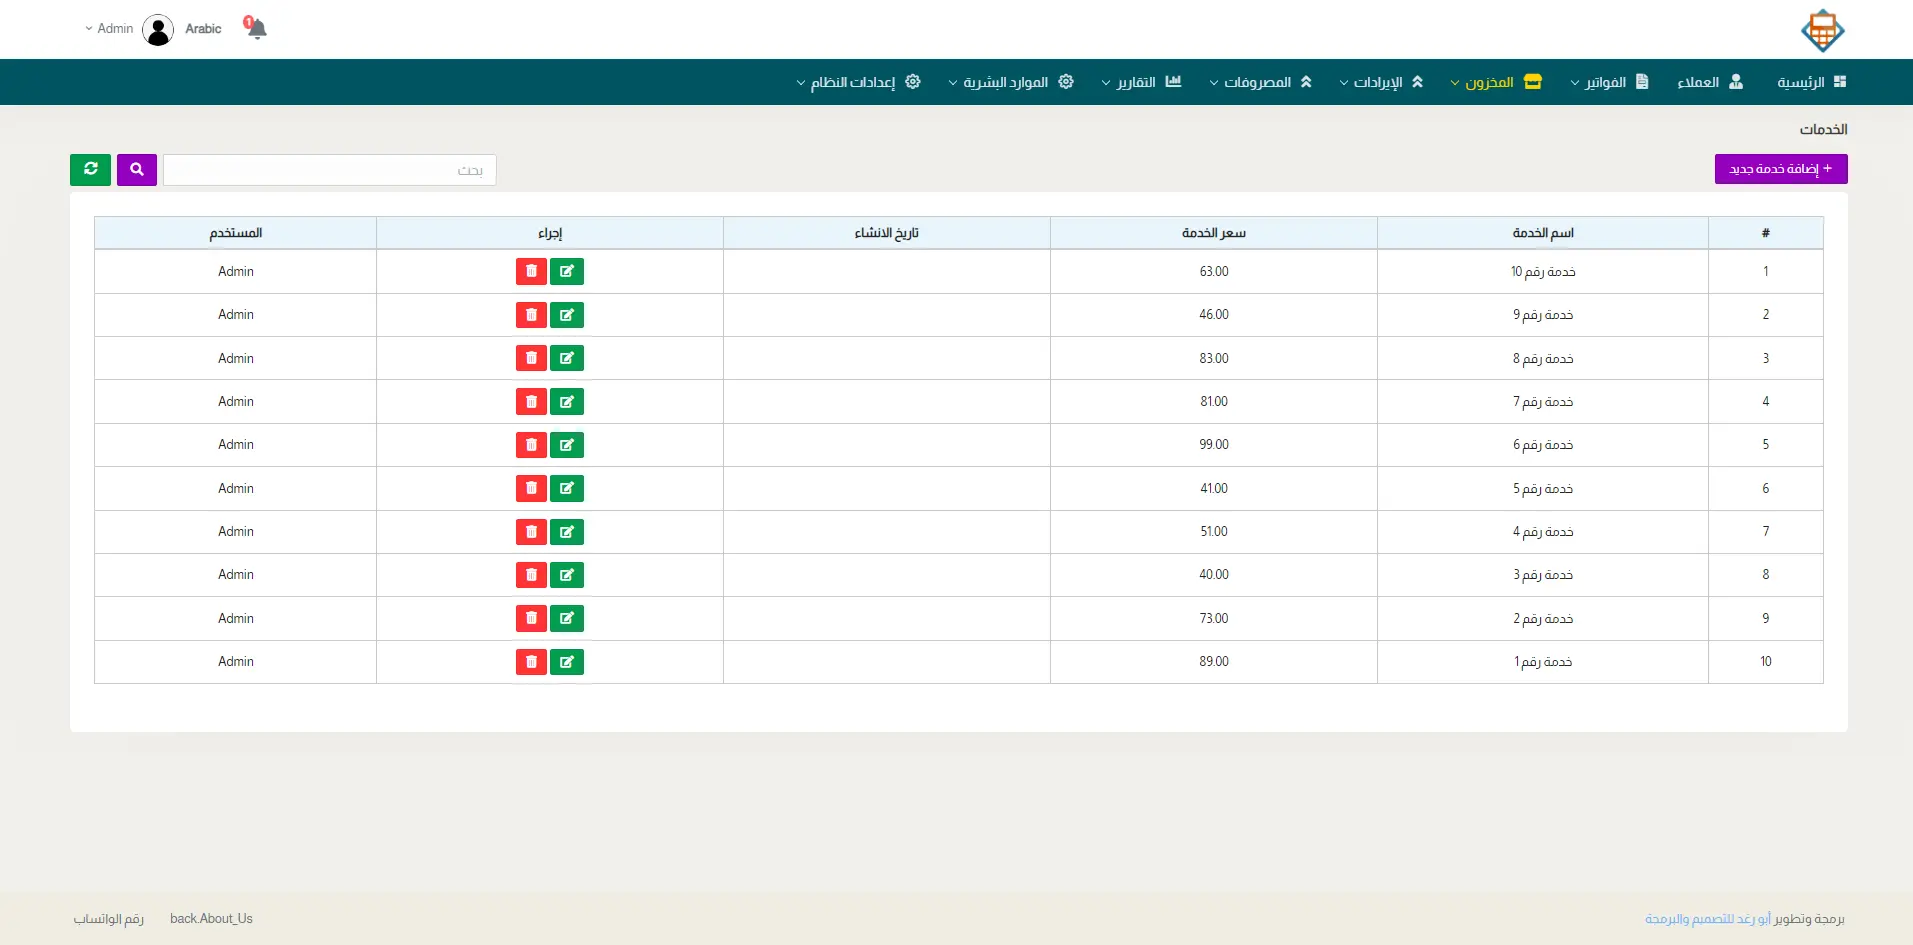 1
Arabic
Admin
الرئيسية
العملاء
الفواتير
المخزون
الإيرادات
المصروفات
التقارير
الموارد البشرية
إعدادات النظام
الخدمات
+ إضافة خدمة جديد
بحث
# اسم الخدمة سعر الخدمة تاريخ الانشاء إجراء المستخدم
1 خدمة رقم 10 63.00 Admin
2 خدمة رقم 9 46.00 Admin
3 خدمة رقم 8 83.00 Admin
4 خدمة رقم 7 81.00 Admin
5 خدمة رقم 6 99.00 Admin
6 خدمة رقم 5 41.00 Admin
7 خدمة رقم 4 51.00 Admin
8 خدمة رقم 3 40.00 Admin
9 خدمة رقم 2 73.00 Admin
10 خدمة رقم 1 89.00 Admin
برمجة وتطوير أبو رغد للتصميم والبرمجة
back.About_Us
رقم الواتساب